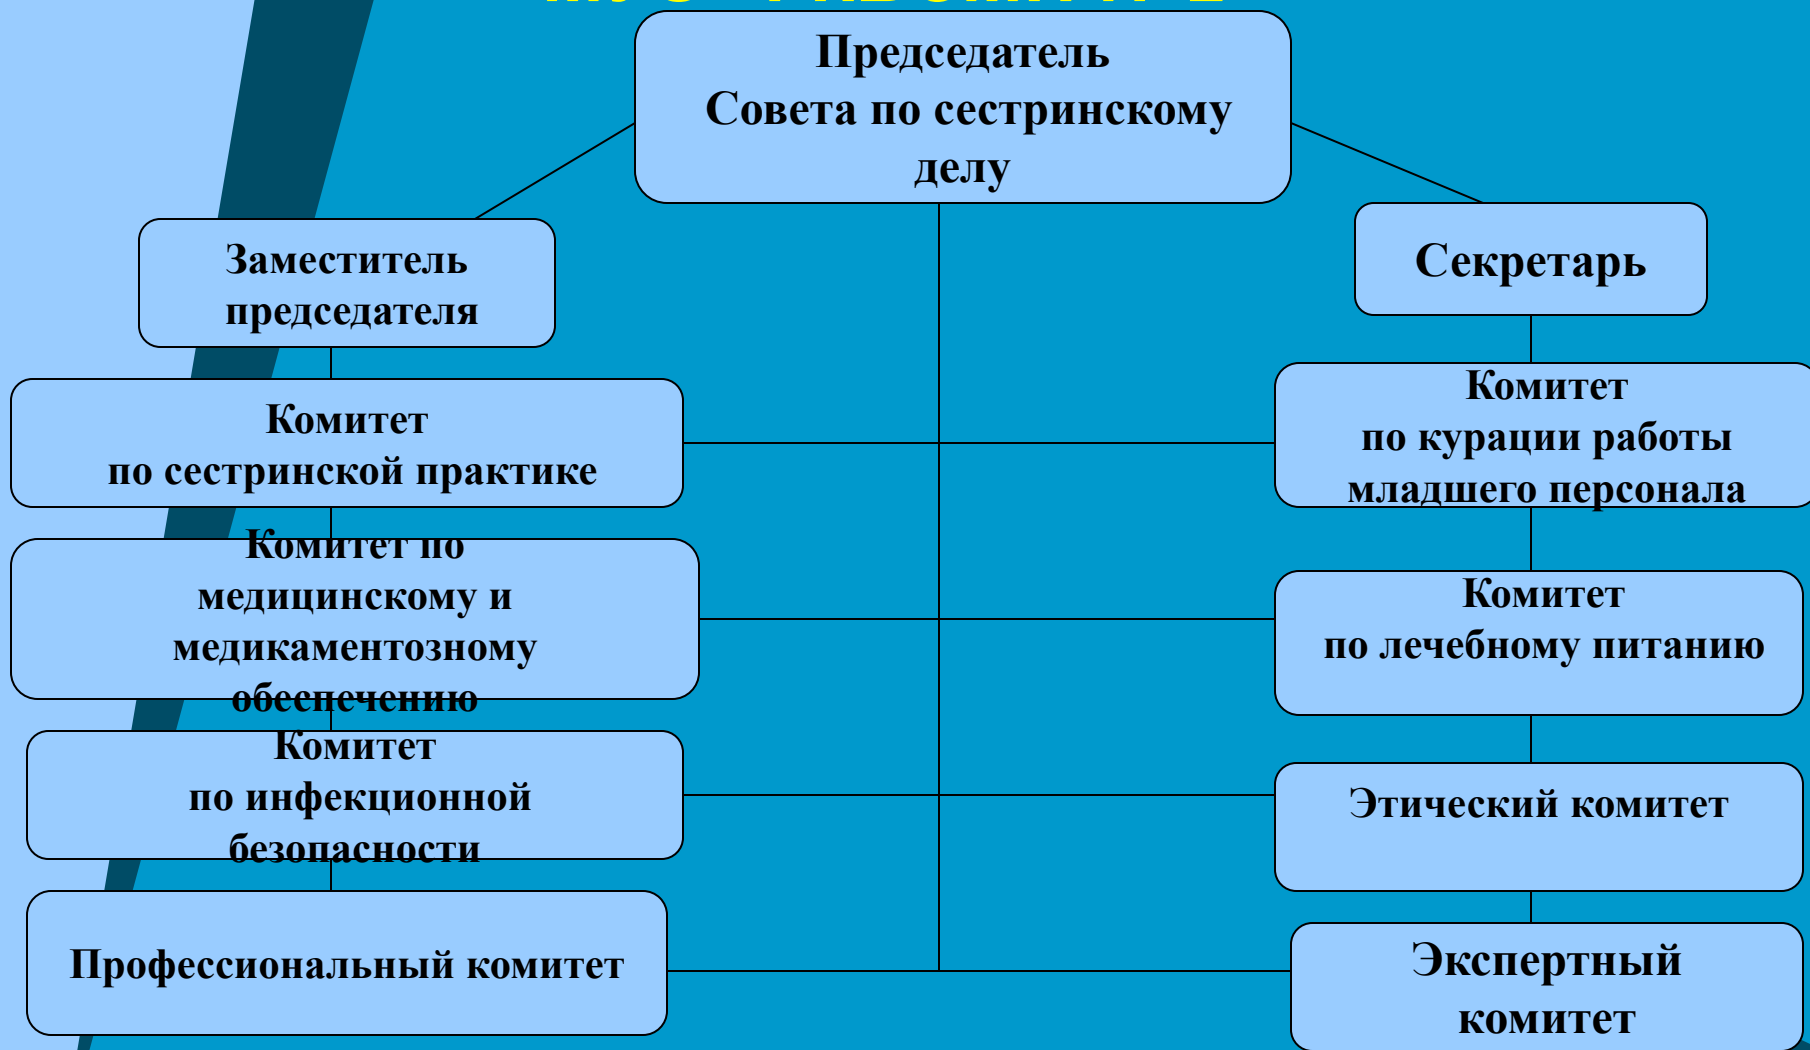 Председатель
Совета по сестринскому
делу
Заместитель
председателя
Секретарь
Комитет
по сестринской практике
Комитет
по курации работы
младшего персонала
Комитет по
медицинскому и
медикаментозному
обеспечению
Комитет
по лечебному питанию
Комитет
по инфекционной
безопасности
Этический комитет
Профессиональный комитет
Экспертный
комитет